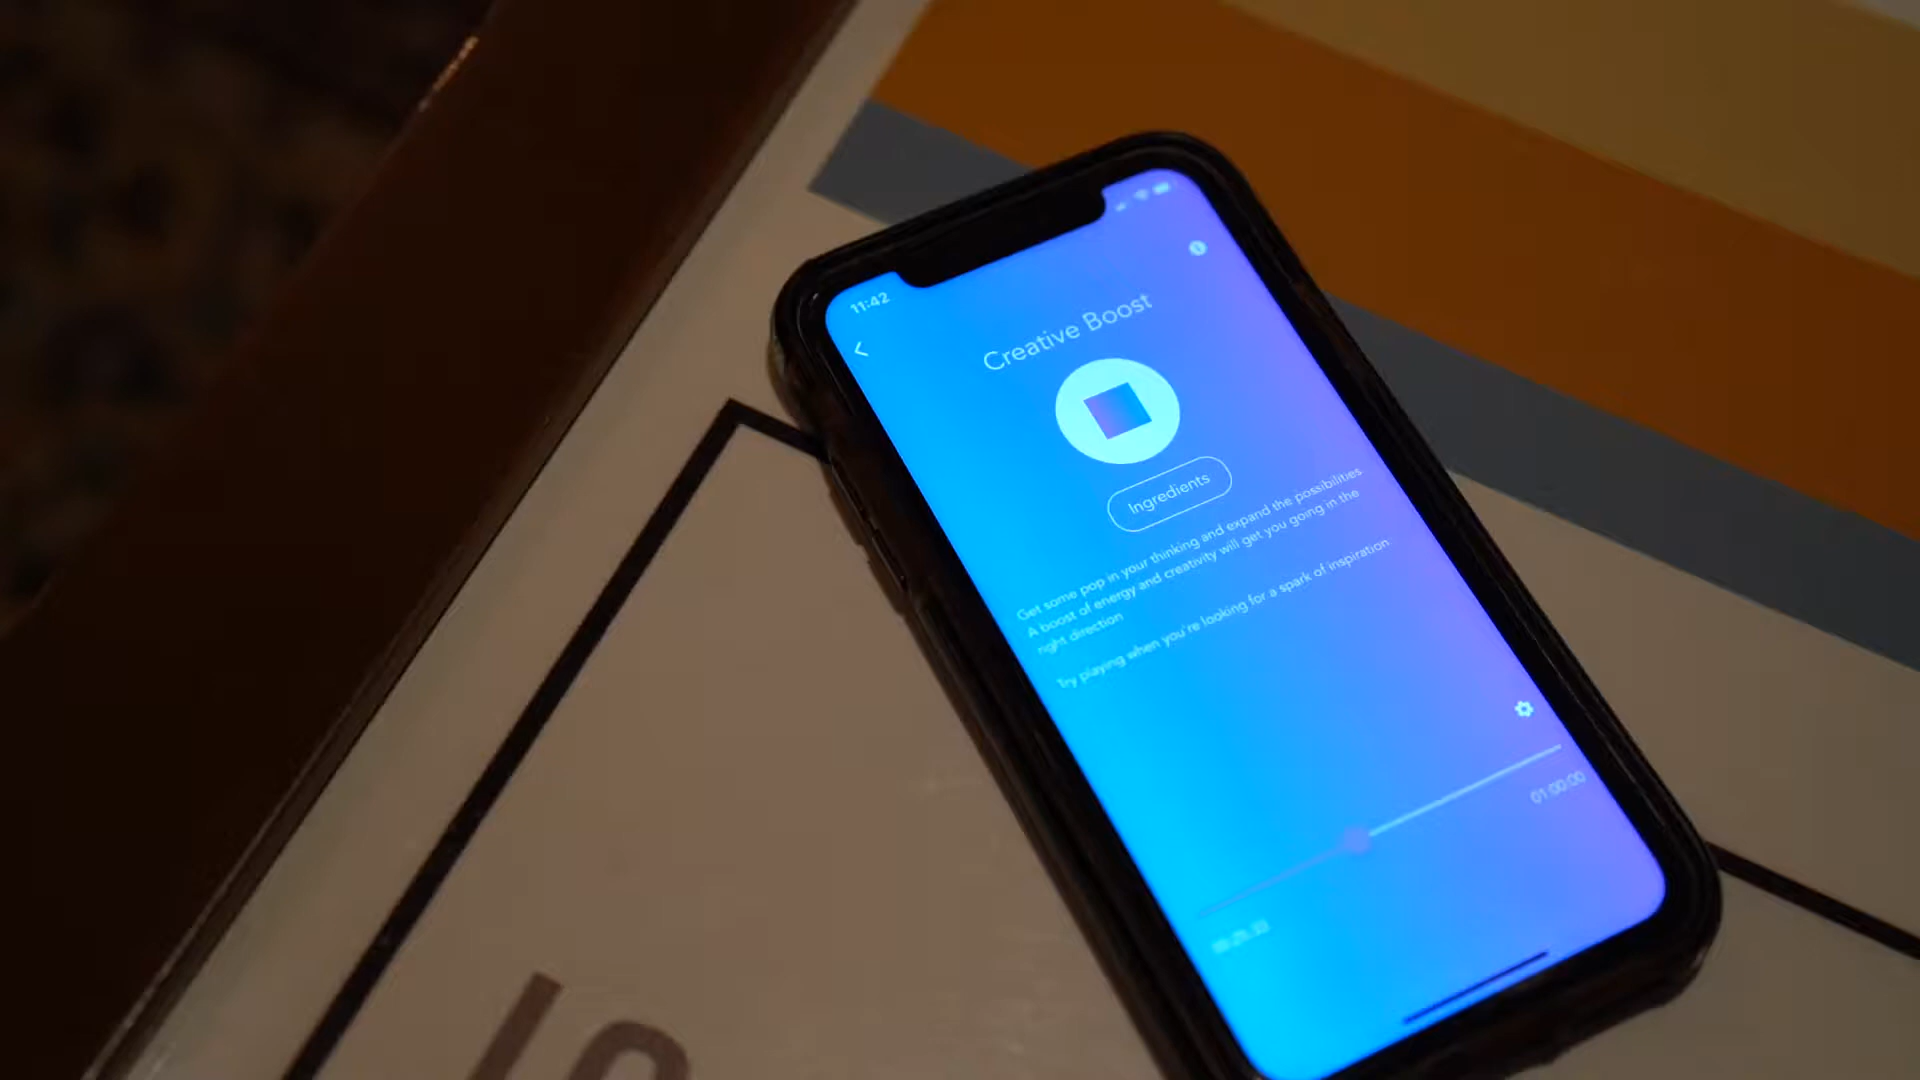 11:42
Creative Boost
Ingredients
Get some pop in your thinking and expand the possibilities
A boost of energy and creativity will get you going in the
right direction
Try playing when you're looking for a spark of inspiration
01:00:00